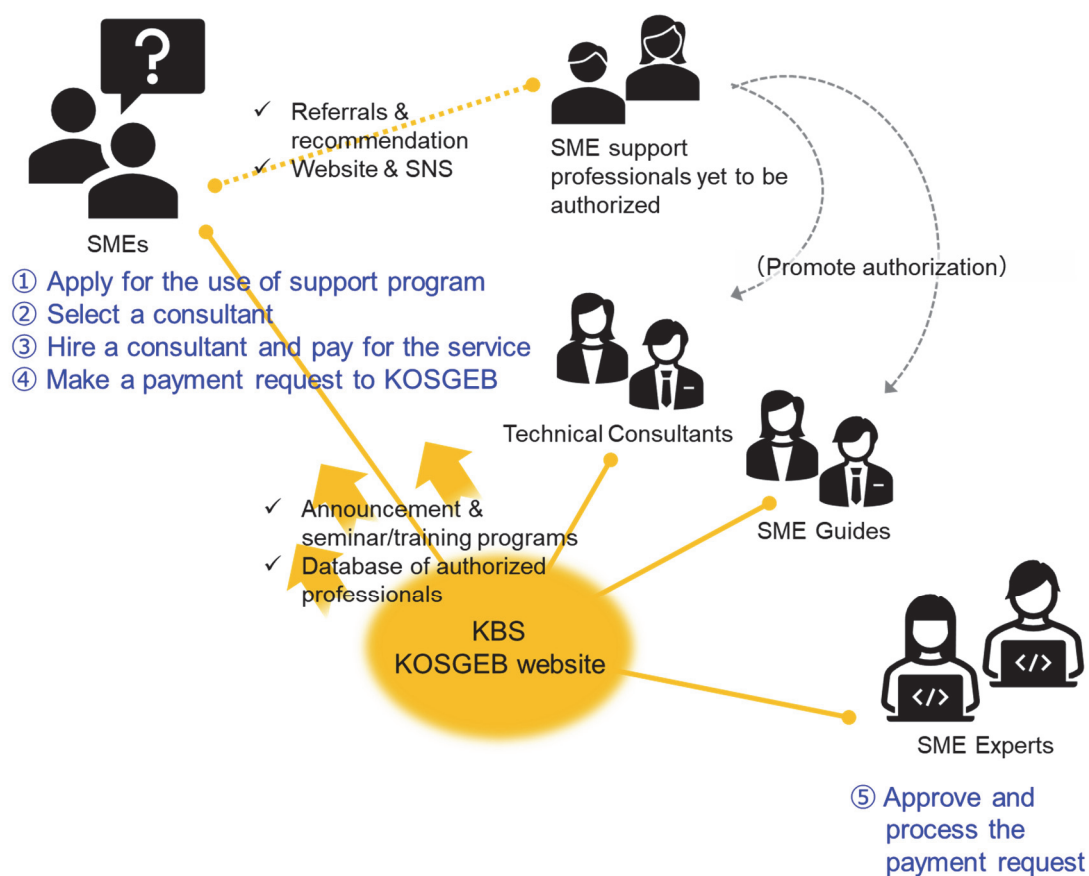 ?
✓ Referrals &
recommendation
✓ Website & SNS
SME support
professionals yet to be
authorized
SMEs
① Apply for the use of support program
② Select a consultant
③ Hire a consultant and pay for the service
④ Make a payment request to KOSGEB
(Promote authorization)
Technical Consultants
SME Guides
✓ Announcement &
seminar/training programs
✓ Database of authorized
professionals
KBS
KOSGEB website
</>
</>
SME Experts
⑤ Approve and
process the
payment request